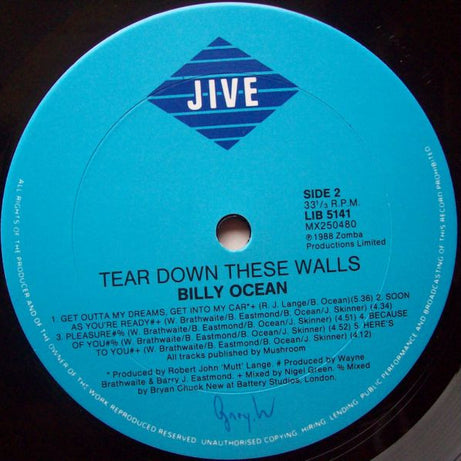 JIVE
SIDE 2
33⅓ R.P.M.
LIB 5141
MX250480
℗1988 Zomba
Productions Limited
TEAR DOWN THESE WALLS
BILLY OCEAN
1. GET OUTTA MY DREAMS, GET INTO MY CAR*+ (R. J. Lange/B. Ocean)(5.36) 2. SOON
AS YOU'RE READY#+ (W. Brathwaite/B. Eastmond/B. Ocean/J. Skinner) (4.34)
3. PLEASURE#% (W. Brathwaite/B. Eastmond/B. Ocean/J. Skinner) (4.51) 4. BECAUSE
OF YOU#% (W. Brathwaite/B. Eastmond/B. Ocean/J. Skinner) (4.52) 5. HERE'S
TO YOU#+ (W. Brathwaite/B. Eastmond/B. Ocean/J. Skinner) (4.12)
All tracks published by Mushroom
* Produced by Robert John 'Mutt' Lange. # Produced by Wayne
Brathwaite & Barry J. Eastmond. + Mixed by Nigel Green. % Mixed
by Bryan Chuck New at Battery Studios, London.
Grey.W
ALL RIGHTS OF THE PRODUCER AND OF THE OWNER OF THE WORK REPRODUCED RESERVED. UNAUTHORISED COPYING, HIRING, LENDING, PUBLIC PERFORMANCE AND BROADCASTING OF THIS RECORD PROHIBITED.